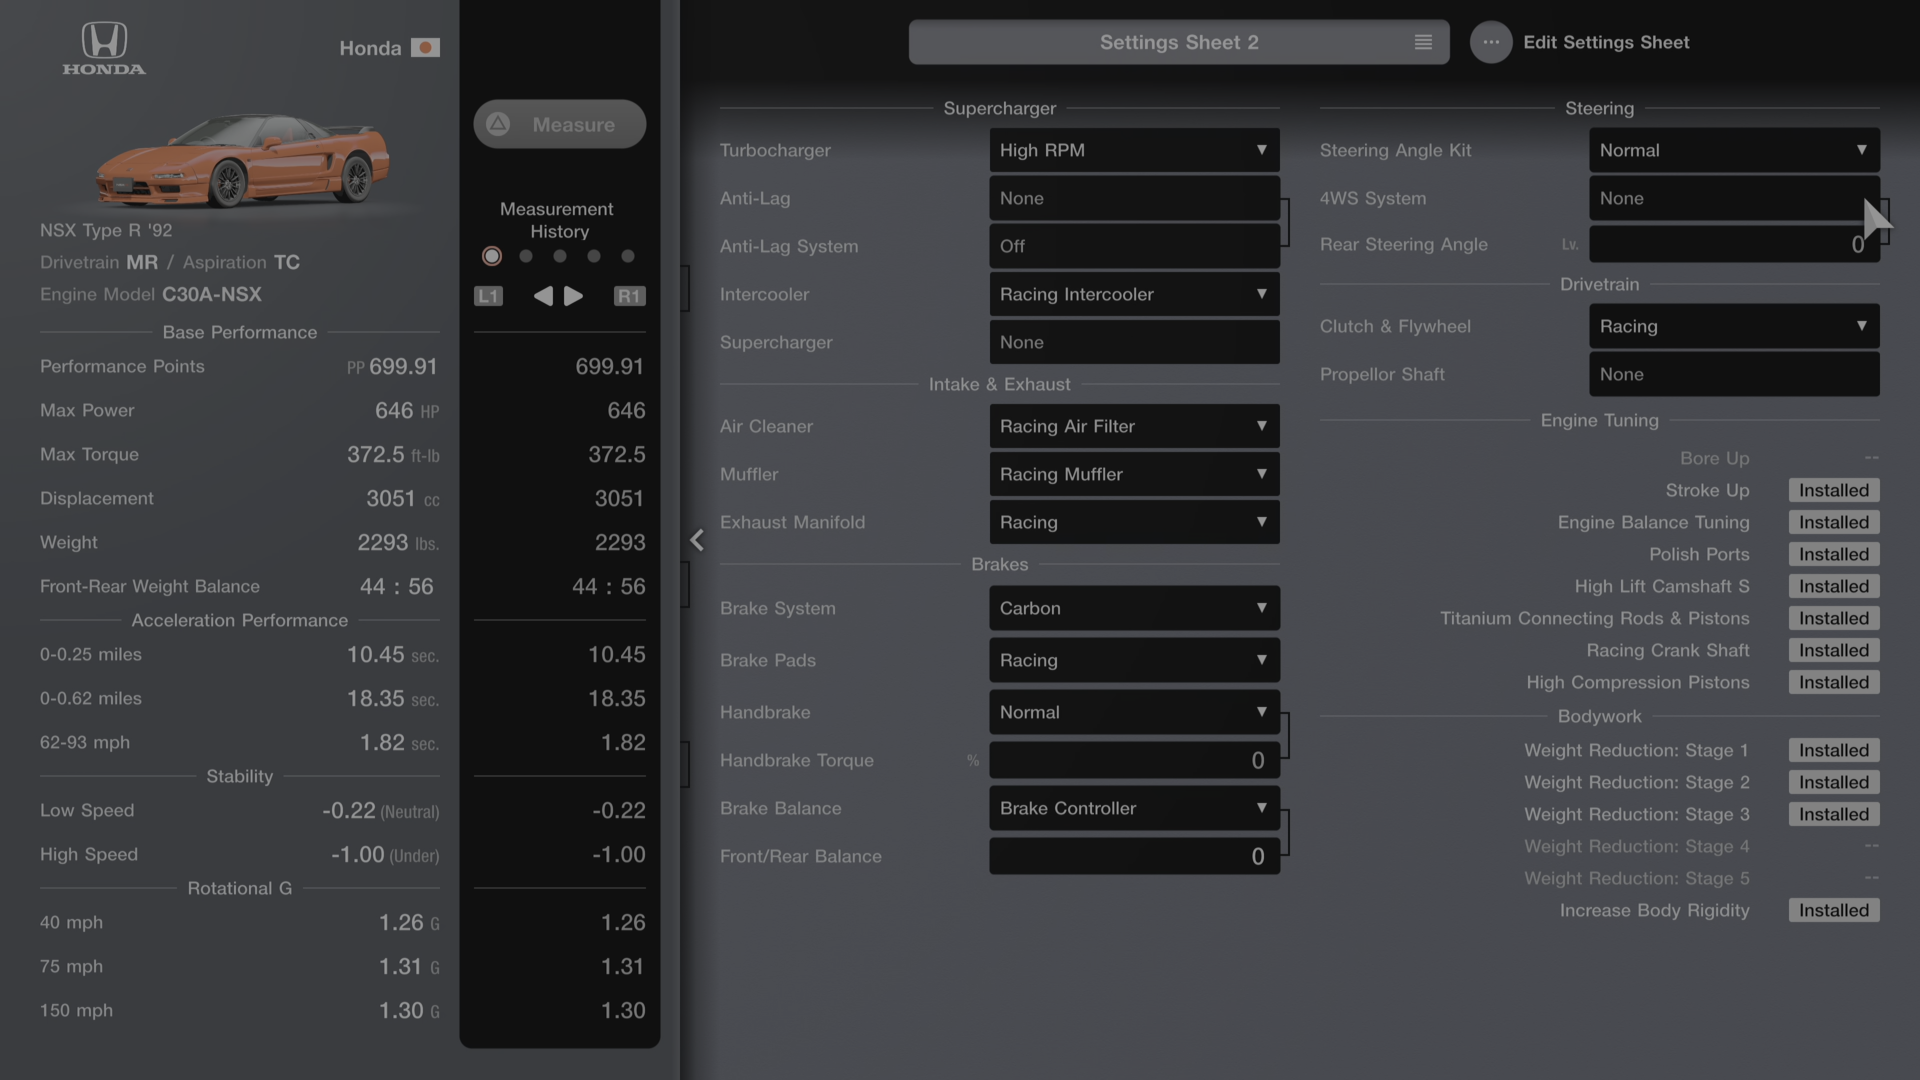 HONDA
Honda
NSX Type R '92
Drivetrain MR / Aspiration TC
Engine Model C30A-NSX
Base Performance
Performance Points PP 699.91
Max Power 646 HP
Max Torque 372.5 ft-lb
Displacement 3051 cc
Weight 2293 lbs.
Front-Rear Weight Balance 44 : 56
Acceleration Performance
0-0.25 miles 10.45 sec.
0-0.62 miles 18.35 sec.
62-93 mph 1.82 sec.
Stability
Low Speed -0.22 (Neutral)
High Speed -1.00 (Under)
Rotational G
40 mph 1.26 G
75 mph 1.31 G
150 mph 1.30 G
Measure
Measurement
History
L1 R1
699.91
646
372.5
3051
2293
44 : 56
10.45
18.35
1.82
-0.22
-1.00
1.26
1.31
1.30
Settings Sheet 2
Edit Settings Sheet
Supercharger
Turbocharger High RPM
Anti-Lag None
Anti-Lag System Off
Intercooler Racing Intercooler
Supercharger None
Intake & Exhaust
Air Cleaner Racing Air Filter
Muffler Racing Muffler
Exhaust Manifold Racing
Brakes
Brake System Carbon
Brake Pads Racing
Handbrake Normal
Handbrake Torque % 0
Brake Balance Brake Controller
Front/Rear Balance 0
Steering
Steering Angle Kit Normal
4WS System None
Rear Steering Angle Lv. 0
Drivetrain
Clutch & Flywheel Racing
Propellor Shaft None
Engine Tuning
Bore Up --
Stroke Up Installed
Engine Balance Tuning Installed
Polish Ports Installed
High Lift Camshaft S Installed
Titanium Connecting Rods & Pistons Installed
Racing Crank Shaft Installed
High Compression Pistons Installed
Bodywork
Weight Reduction: Stage 1 Installed
Weight Reduction: Stage 2 Installed
Weight Reduction: Stage 3 Installed
Weight Reduction: Stage 4 --
Weight Reduction: Stage 5 --
Increase Body Rigidity Installed